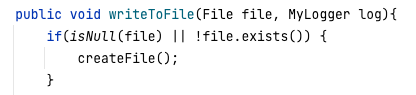 public void writeToFile(File file, MyLogger log){
    if(isNull(file) || !file.exists()) {
        createFile();
    }